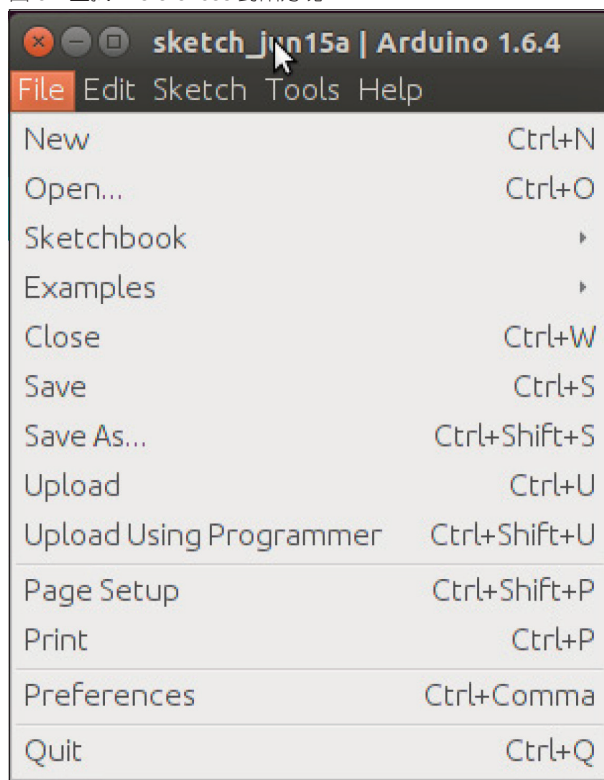 sketch_jun15a | Arduino 1.6.4
File Edit Sketch Tools Help
New Ctrl+N
Open... Ctrl+O
Sketchbook
Examples
Close Ctrl+W
Save Ctrl+S
Save As... Ctrl+Shift+S
Upload Ctrl+U
Upload Using Programmer Ctrl+Shift+U
Page Setup Ctrl+Shift+P
Print Ctrl+P
Preferences Ctrl+Comma
Quit Ctrl+Q